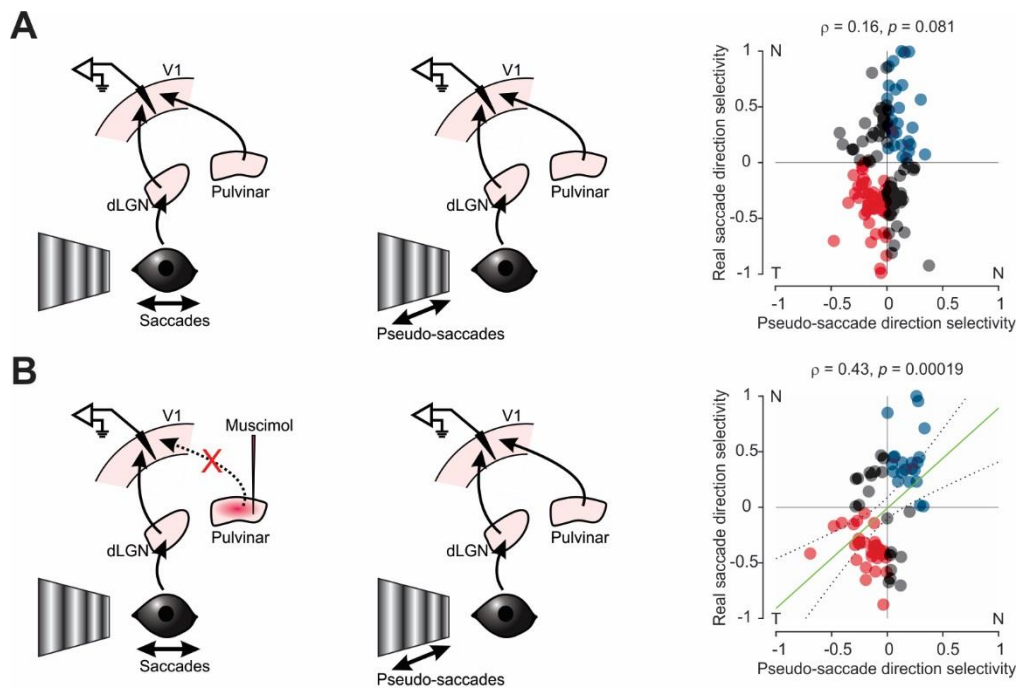 A
V1
dLGN
Pulvinar
Saccades
V1
dLGN
Pulvinar
Pseudo-saccades
ρ = 0.16, p = 0.081
Real saccade direction selectivity
1
0.5
0
-0.5
-1
N
T
N
-1
-0.5
0
0.5
1
Pseudo-saccade direction selectivity
B
V1
Muscimol
X
dLGN
Pulvinar
Saccades
V1
dLGN
Pulvinar
Pseudo-saccades
ρ = 0.43, p = 0.00019
Real saccade direction selectivity
1
0.5
0
-0.5
-1
N
T
N
-1
-0.5
0
0.5
1
Pseudo-saccade direction selectivity